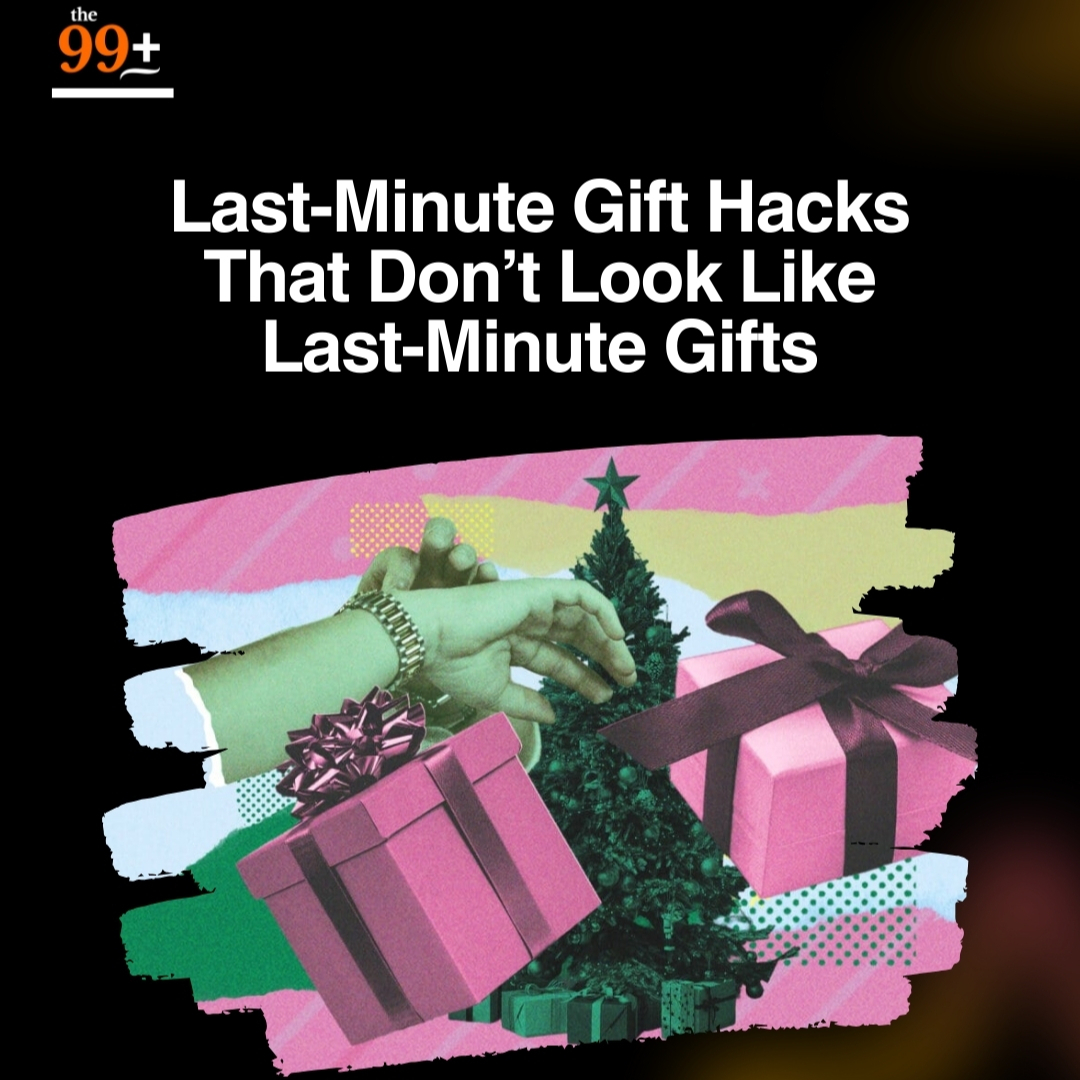 the
99+
Last-Minute Gift Hacks
That Don’t Look Like
Last-Minute Gifts